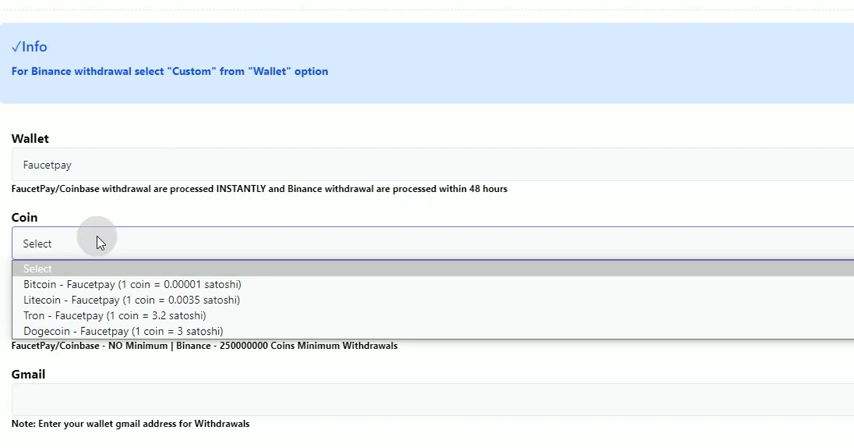 ✓Info
For Binance withdrawal select "Custom" from "Wallet" option
Wallet
Faucetpay
FaucetPay/Coinbase withdrawal are processed INSTANTLY and Binance withdrawal are processed within 48 hours
Coin
Select
Select
Bitcoin - Faucetpay (1 coin = 0.00001 satoshi)
Litecoin - Faucetpay (1 coin = 0.0035 satoshi)
Tron - Faucetpay (1 coin = 3.2 satoshi)
Dogecoin - Faucetpay (1 coin = 3 satoshi)
FaucetPay/Coinbase - NO Minimum | Binance - 250000000 Coins Minimum Withdrawals
Gmail
Note: Enter your wallet gmail address for Withdrawals